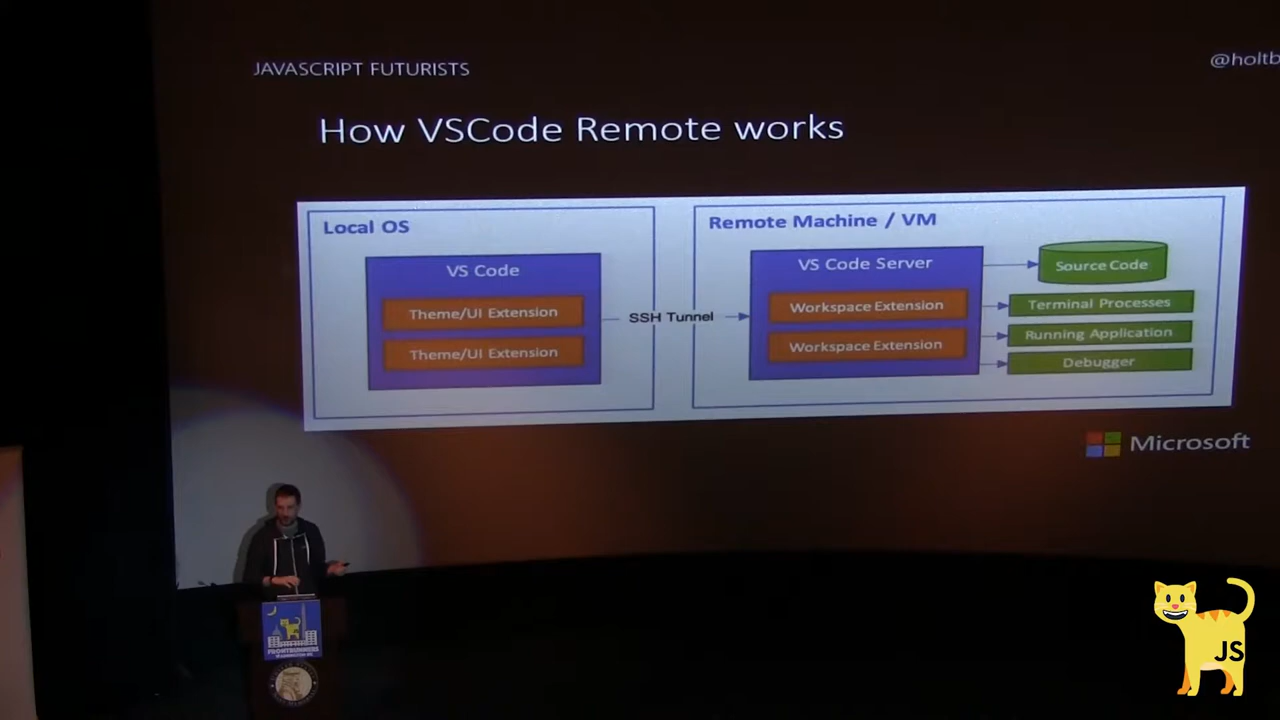 JAVASCRIPT FUTURISTS
@holtb
How VSCode Remote works
Local OS
VS Code
Theme/UI Extension
Theme/UI Extension
SSH Tunnel
Remote Machine / VM
VS Code Server
Workspace Extension
Workspace Extension
Source Code
Terminal Processes
Running Application
Debugger
Microsoft
FRONTRUNNERS
JS